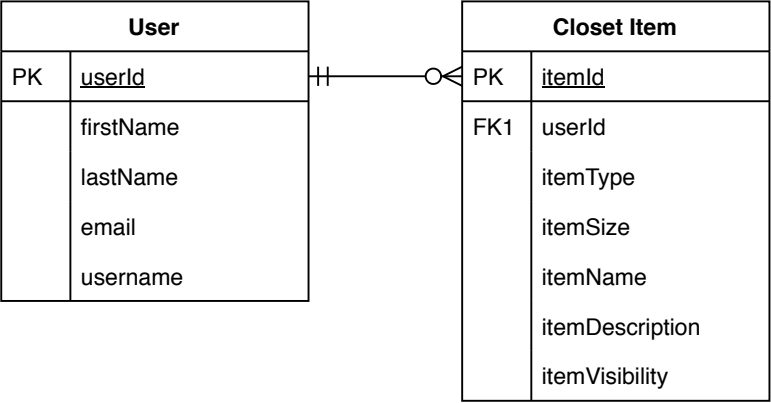 User
PK userId
firstName
lastName
email
username
Closet Item
PK itemId
FK1 userId
itemType
itemSize
itemName
itemDescription
itemVisibility